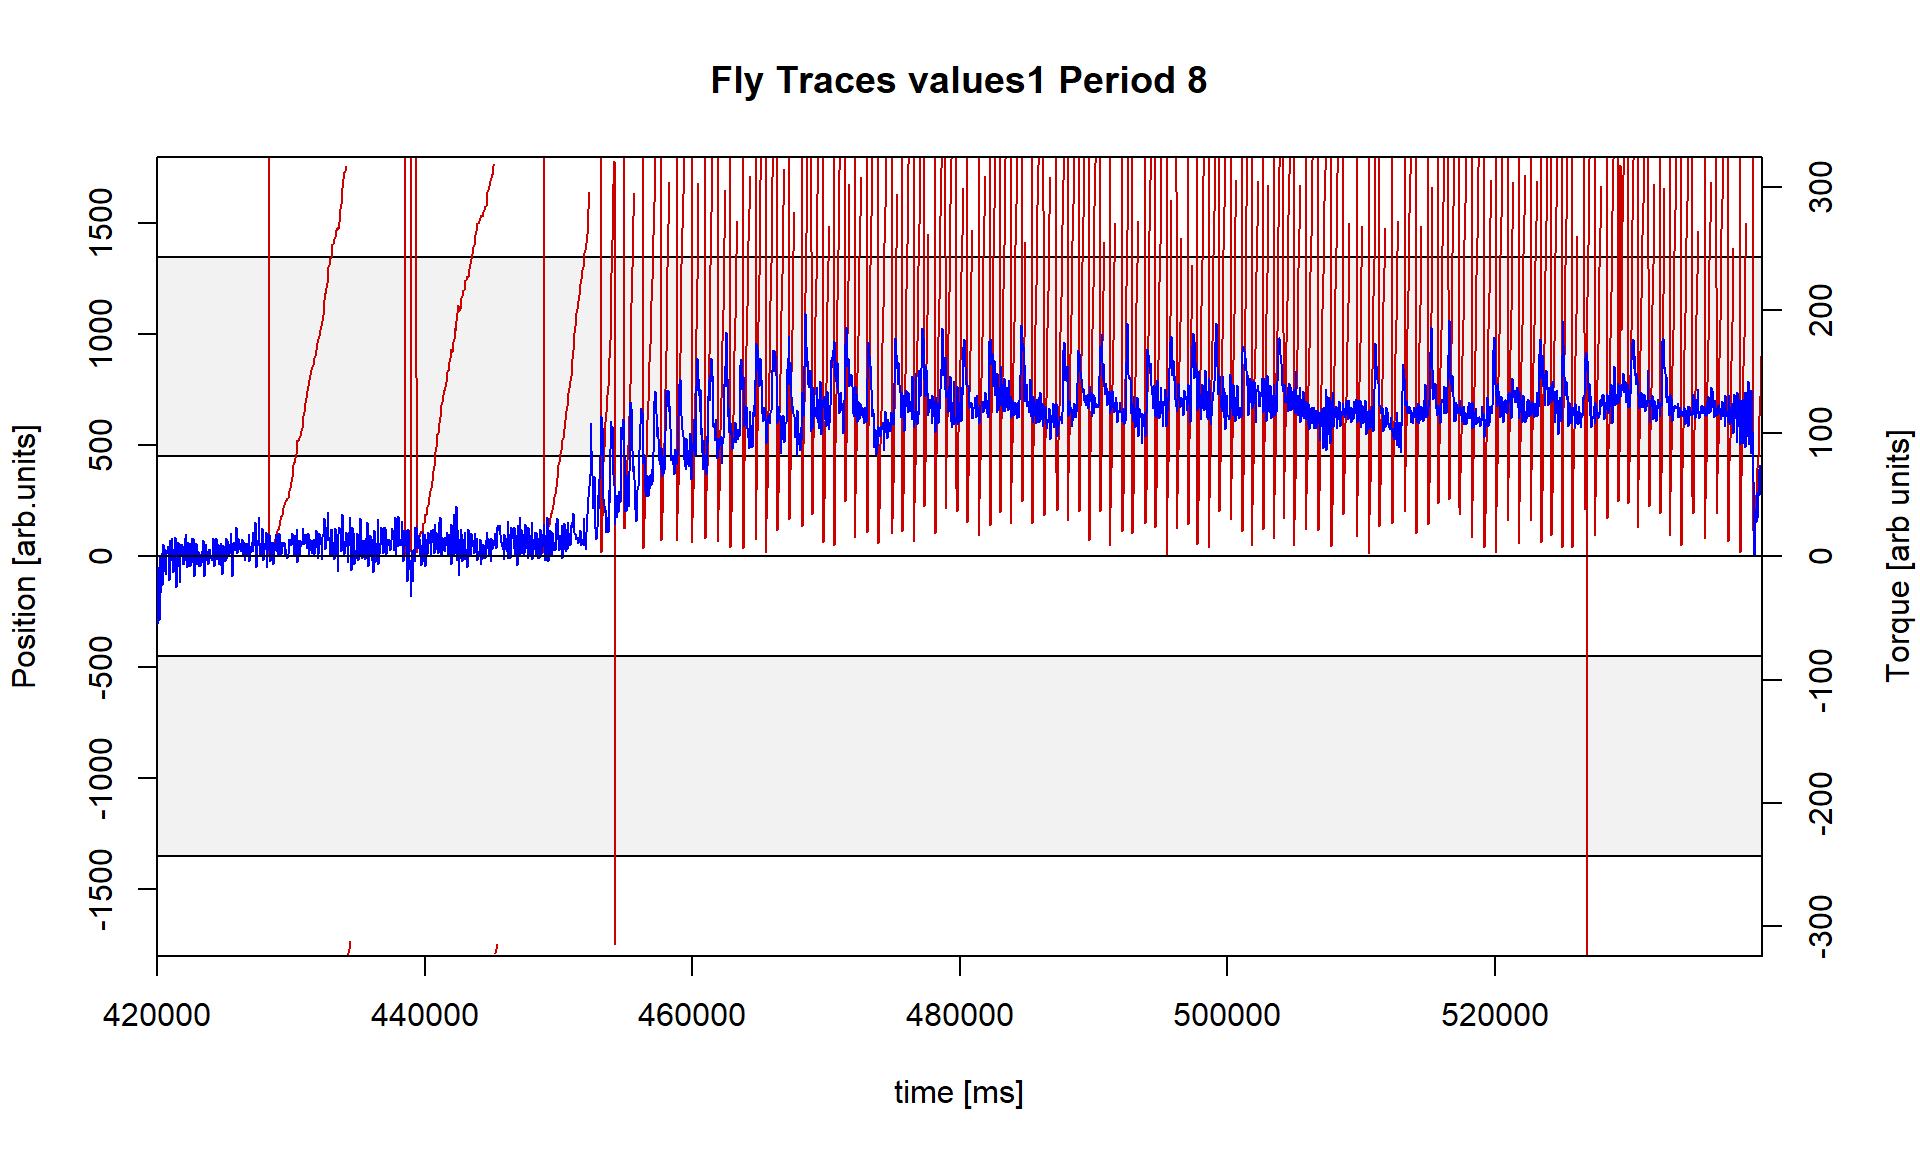 Fly Traces values1 Period 8
Position [arb.units]
1500
1000
500
0
-500
-1000
-1500
300
200
100
0
-100
-200
-300
Torque [arb units]
420000 440000 460000 480000 500000 520000
time [ms]